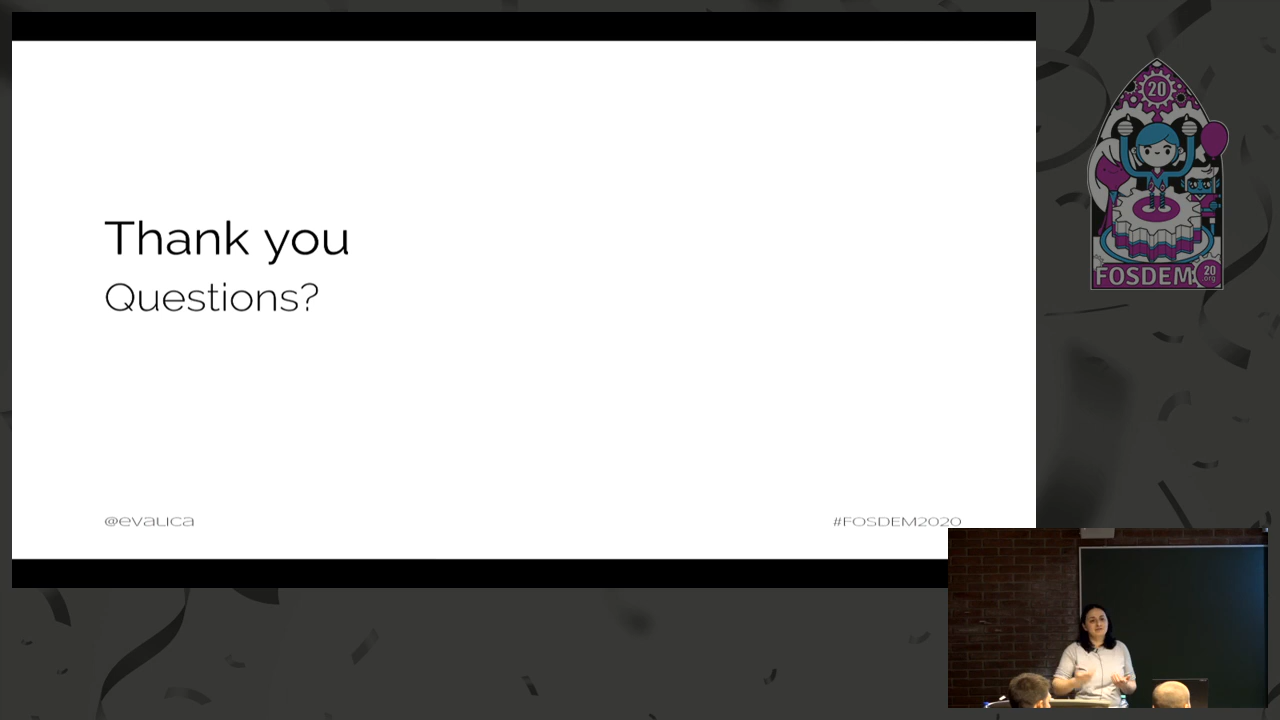 Thank you
Questions?
@evalica
#FOSDEM2020
20
FOSDEM
20
.org